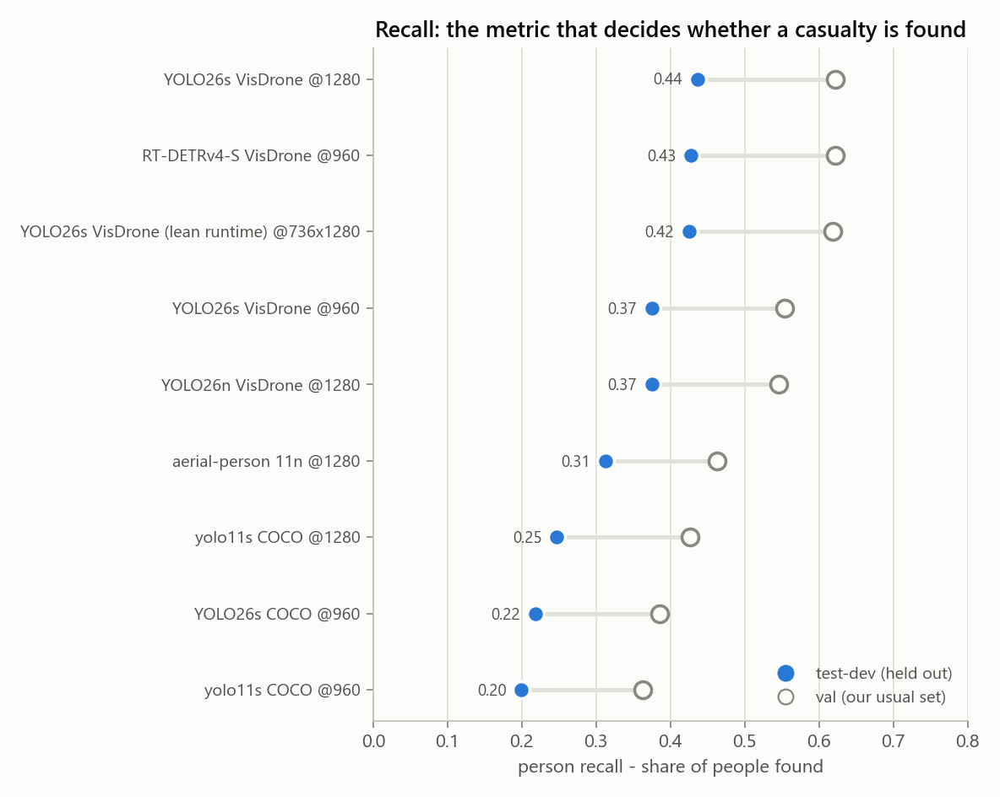 Recall: the metric that decides whether a casualty is found
YOLO26s VisDrone @1280
0.44
RT-DETRv4-S VisDrone @960
0.43
YOLO26s VisDrone (lean runtime) @736x1280
0.42
YOLO26s VisDrone @960
0.37
YOLO26n VisDrone @1280
0.37
aerial-person 11n @1280
0.31
yolo11s COCO @1280
0.25
YOLO26s COCO @960
0.22
yolo11s COCO @960
0.20
test-dev (held out)
val (our usual set)
0.0 0.1 0.2 0.3 0.4 0.5 0.6 0.7 0.8
person recall - share of people found